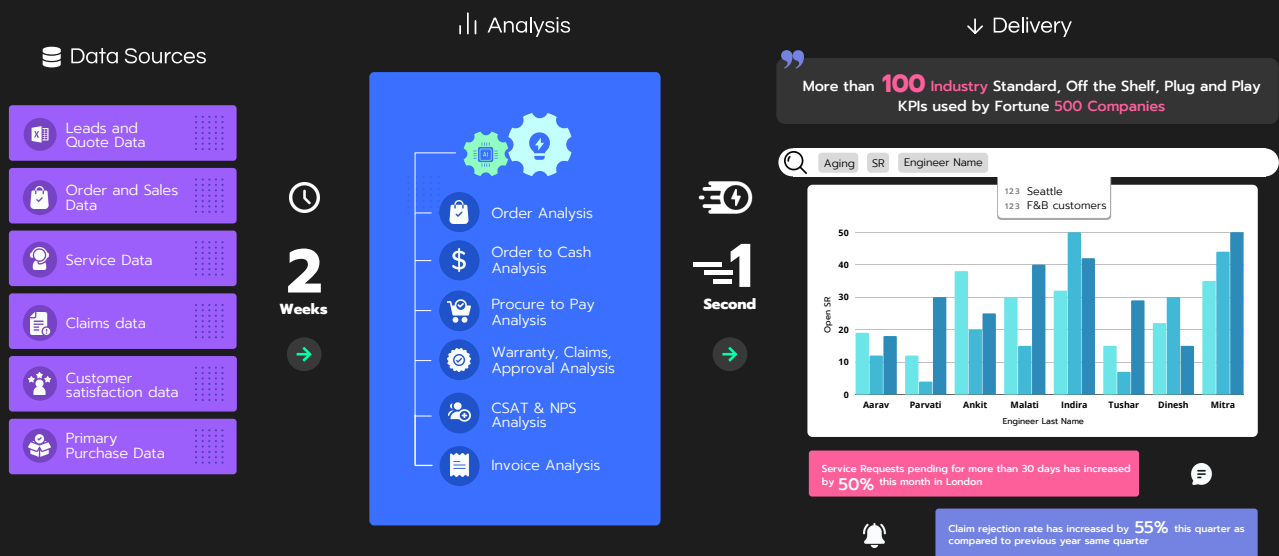 Data Sources
Leads and
Quote Data
Order and Sales
Data
Service Data
Claims data
Customer
satisfaction data
Primary
Purchase Data
2
Weeks
Analysis
AI
Order Analysis
Order to Cash
Analysis
Procure to Pay
Analysis
Warranty, Claims,
Approval Analysis
CSAT & NPS
Analysis
Invoice Analysis
1
Second
Delivery
More than 100 Industry Standard, Off the Shelf, Plug and Play
KPIs used by Fortune 500 Companies
Aging SR Engineer Name
123 Seattle
123 F&B customers
Open SR
50
40
30
20
10
0
Aarav Parvati Ankit Malati Indira Tushar Dinesh Mitra
Engineer Last Name
Service Requests pending for more than 30 days has increased
by 50% this month in London
Claim rejection rate has increased by 55% this quarter as
compared to previous year same quarter